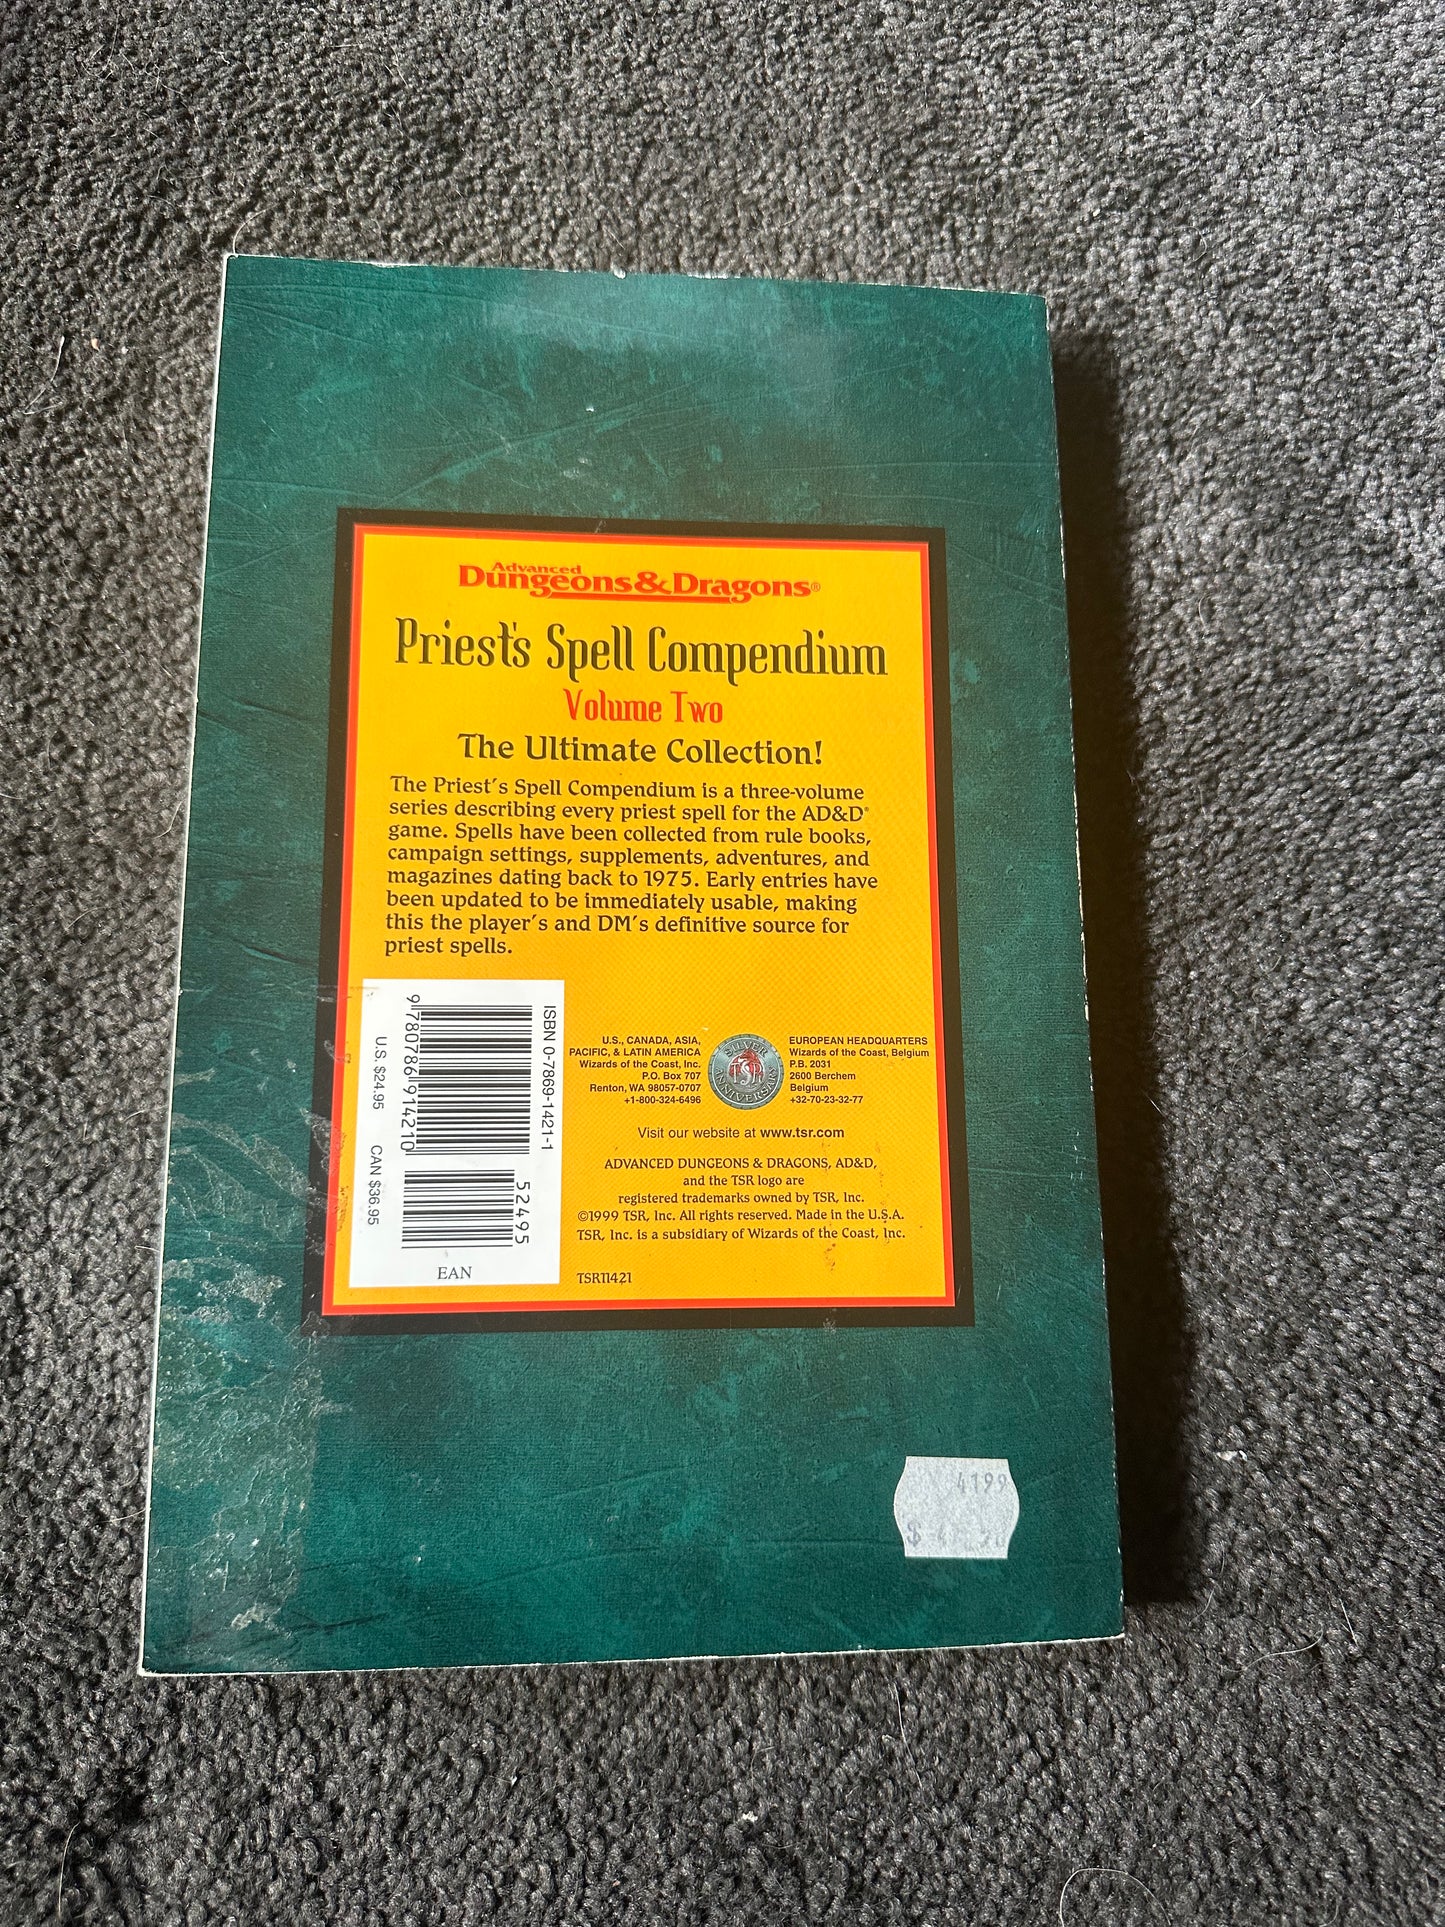 Advanced
Dungeons & Dragons®
Priest's Spell Compendium
Volume Two
The Ultimate Collection!
The Priest's Spell Compendium is a three-volume
series describing every priest spell for the AD&D®
game. Spells have been collected from rule books,
campaign settings, supplements, adventures, and
magazines dating back to 1975. Early entries have
been updated to be immediately usable, making
this the player's and DM's definitive source for
priest spells.
ISBN 0-7869-1421-1
9 780786 914210
52495
U.S. $24.95 CAN $36.95
EAN
U.S., CANADA, ASIA,
PACIFIC, & LATIN AMERICA
Wizards of the Coast, Inc.
P.O. Box 707
Renton, WA 98057-0707
+1-800-324-6496
SILVER
TSR
ANNIVERSARY
EUROPEAN HEADQUARTERS
Wizards of the Coast, Belgium
P.B. 2031
2600 Berchem
Belgium
+32-70-23-32-77
Visit our website at www.tsr.com
ADVANCED DUNGEONS & DRAGONS, AD&D,
and the TSR logo are
registered trademarks owned by TSR, Inc.
©1999 TSR, Inc. All rights reserved. Made in the U.S.A.
TSR, Inc. is a subsidiary of Wizards of the Coast, Inc.
TSR11421
4199